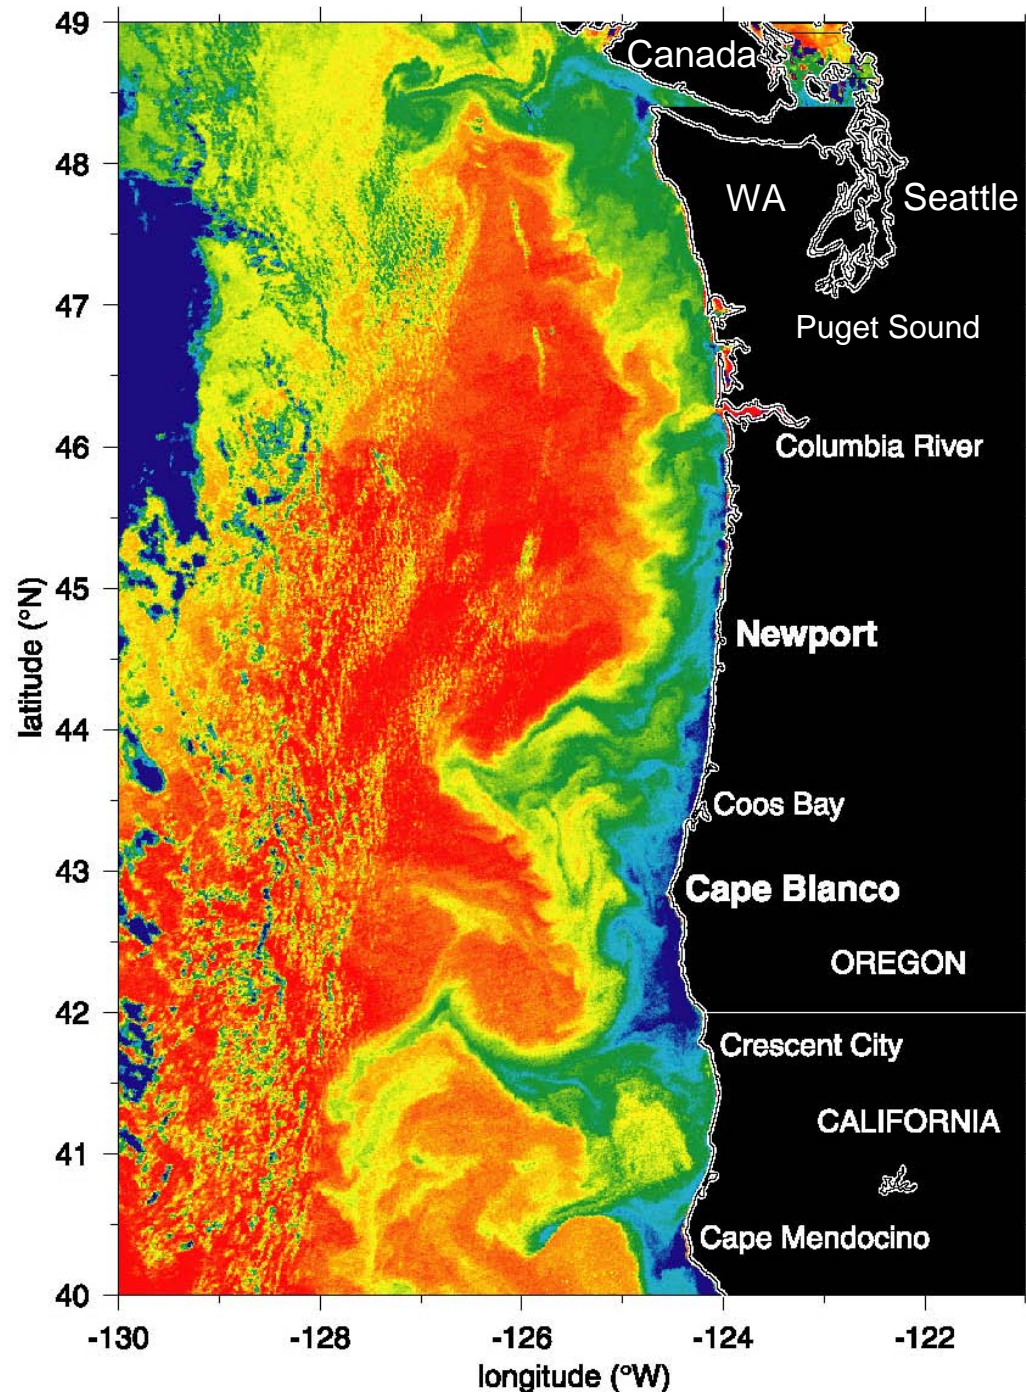 49
Canada
48
WA
Seattle
47
Puget Sound
46
Columbia River
latitude (°N)
45
Newport
44
Coos Bay
43
Cape Blanco
OREGON
42
Crescent City
CALIFORNIA
41
Cape Mendocino
40
-130
-128
-126
-124
-122
longitude (°W)